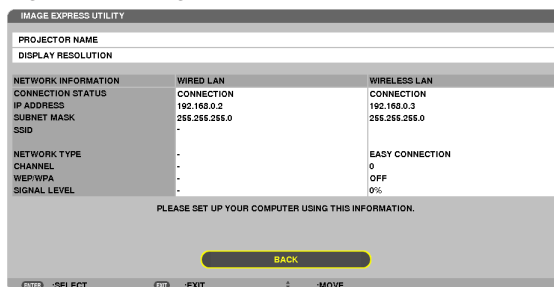 IMAGE EXPRESS UTILITY
PROJECTOR NAME
DISPLAY RESOLUTION
NETWORK INFORMATION WIRED LAN WIRELESS LAN
CONNECTION STATUS CONNECTION CONNECTION
IP ADDRESS 192.168.0.2 192.168.0.3
SUBNET MASK 255.255.255.0 255.255.255.0
SSID -
NETWORK TYPE - EASY CONNECTION
CHANNEL - 0
WEP/WPA - OFF
SIGNAL LEVEL - 0%
PLEASE SET UP YOUR COMPUTER USING THIS INFORMATION.
BACK
ENTER :SELECT EXIT :EXIT :MOVE